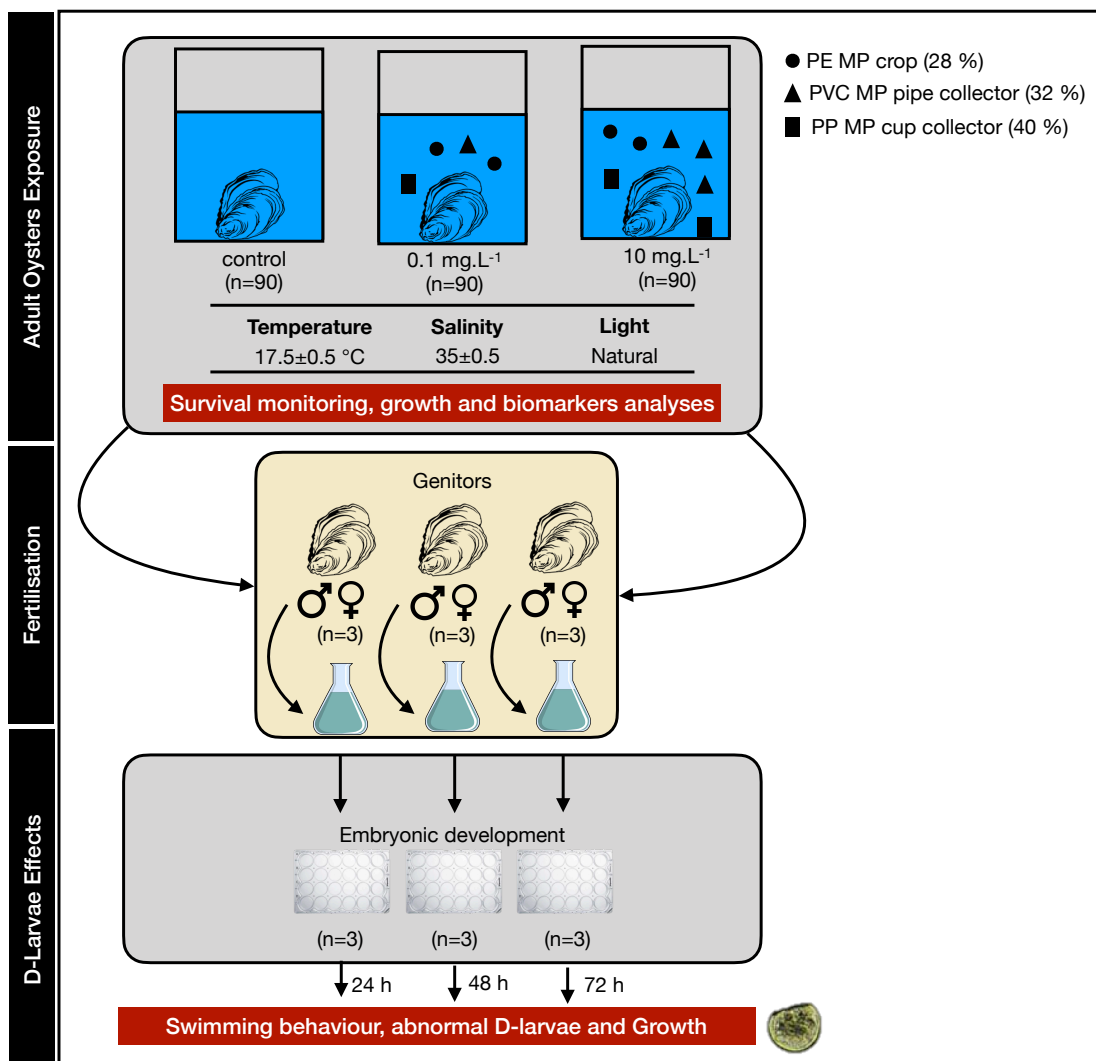 Adult Oysters Exposure
PE MP crop (28 %)
PVC MP pipe collector (32 %)
PP MP cup collector (40 %)
control
(n=90)
0.1 mg.L-1
(n=90)
10 mg.L-1
(n=90)
Temperature Salinity Light
17.5±0.5 °C 35±0.5 Natural
Survival monitoring, growth and biomarkers analyses
Fertilisation
Genitors
(n=3) (n=3) (n=3)
D-Larvae Effects
Embryonic development
(n=3) (n=3) (n=3)
24 h 48 h 72 h
Swimming behaviour, abnormal D-larvae and Growth